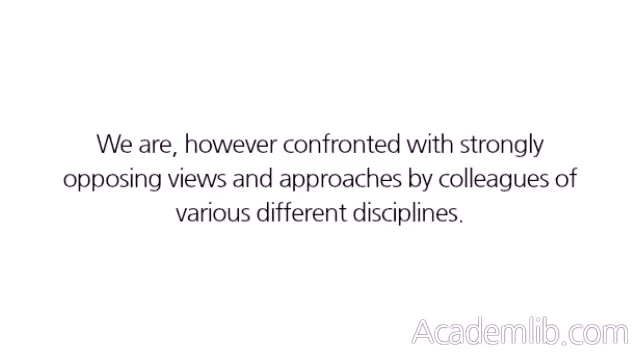 We are, however confronted with strongly
opposing views and approaches by colleagues of
various different disciplines.
Academlib.com